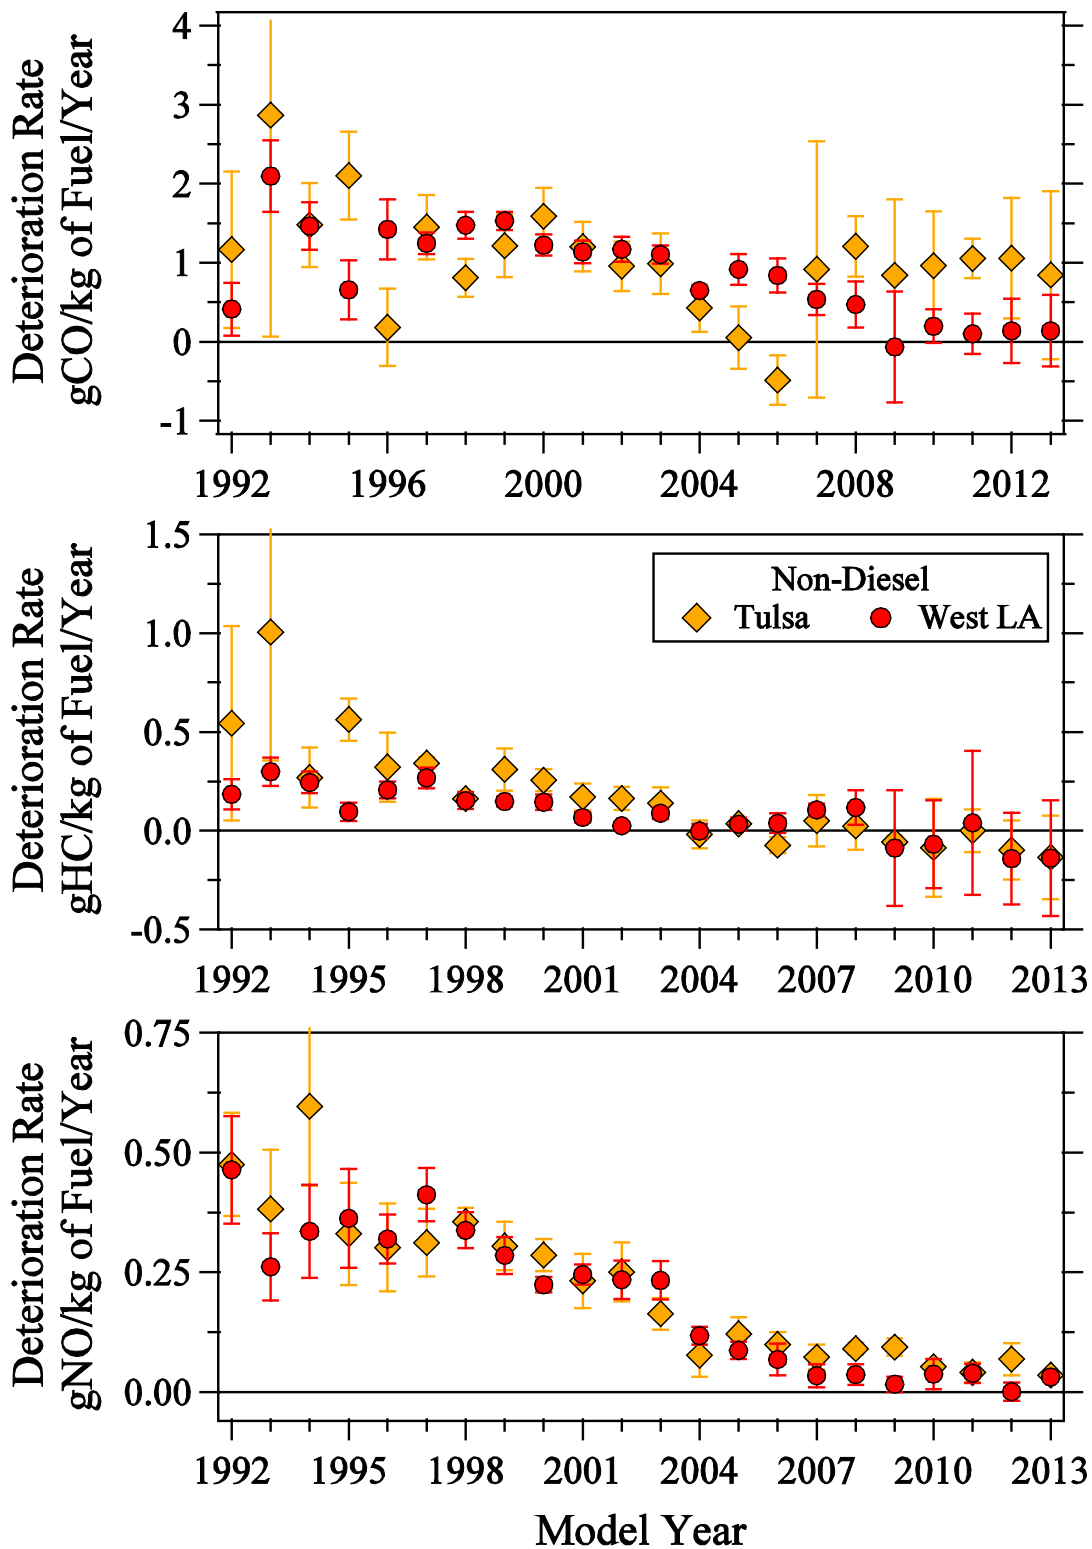 Deterioration Rate
gCO/kg of Fuel/Year
4
3
2
1
0
-1
1992 1996 2000 2004 2008 2012
Deterioration Rate
gHC/kg of Fuel/Year
1.5
1.0
0.5
0.0
-0.5
Non-Diesel
Tulsa West LA
1992 1995 1998 2001 2004 2007 2010 2013
Deterioration Rate
gNO/kg of Fuel/Year
0.75
0.50
0.25
0.00
1992 1995 1998 2001 2004 2007 2010 2013
Model Year